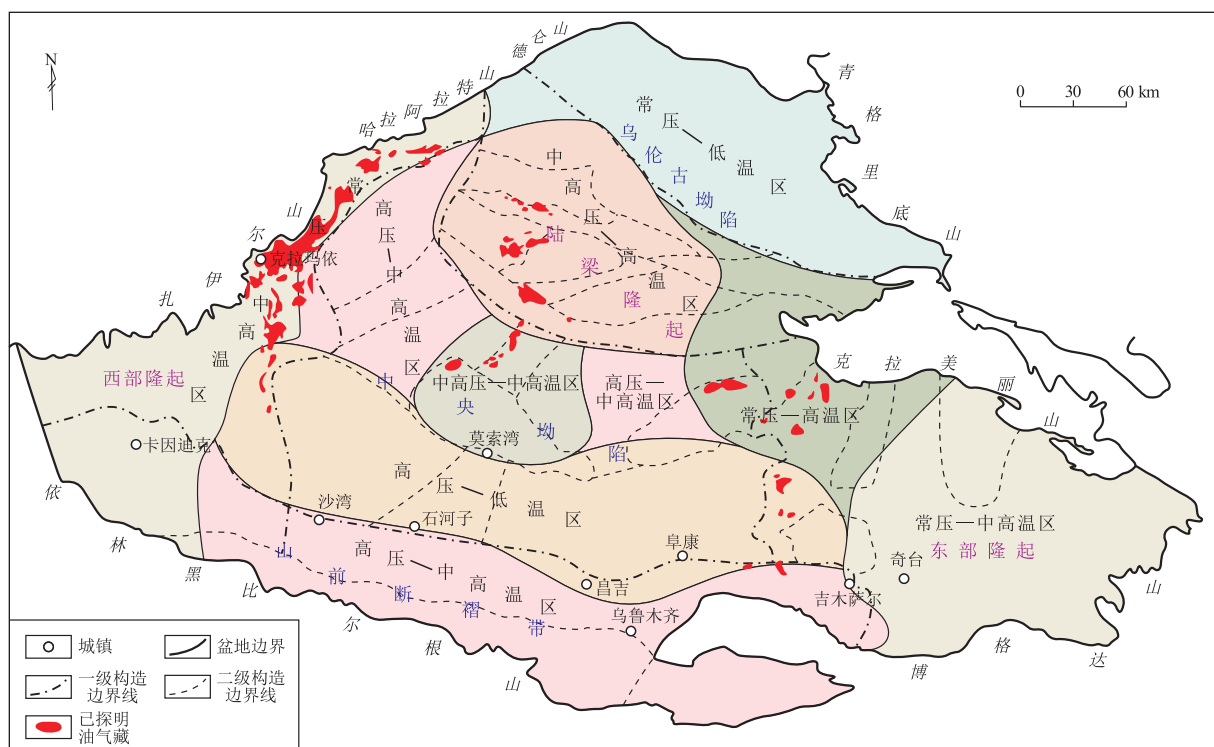 N
0 30 60 km
德仑山
哈拉阿拉特山
扎伊尔山
青格里底山
克拉美丽山
博格达山
依林黑比尔根山
常压—低温区
乌伦古坳陷
中高压—高温区
陆梁隆起
常压
中高温区
克拉玛依
高压—中高温区
西部隆起
卡因迪克
中高压—中高温区
中央坳陷
高压—
中高温区
常压—高温区
莫索湾
高压—低温区
沙湾
石河子
阜康
昌吉
高压—中高温区
山前断褶带
乌鲁木齐
吉木萨尔
奇台
常压—中高温区
东部隆起
城镇
盆地边界
一级构造
边界线
二级构造
边界线
已探明
油气藏